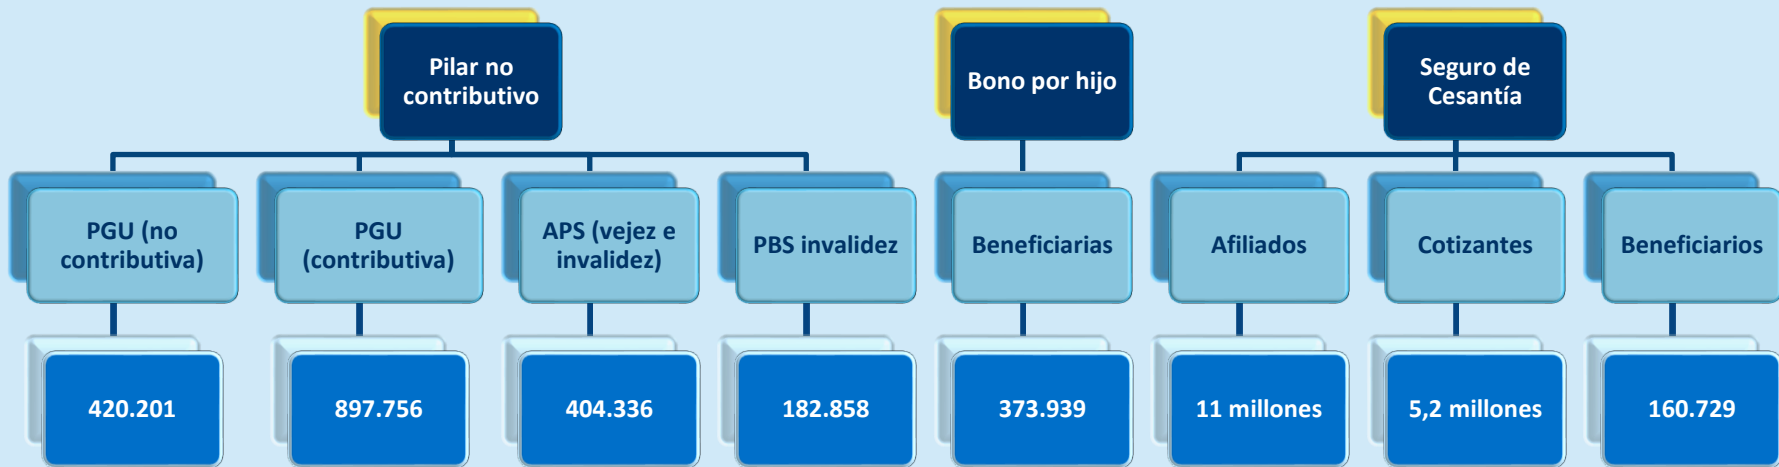 Pilar no
contributivo
Bono por hijo
Seguro de
Cesantía
PGU (no
contributiva)
PGU
(contributiva)
APS (vejez e
invalidez)
PBS invalidez
Beneficiarias
Afiliados
Cotizantes
Beneficiarios
420.201
897.756
404.336
182.858
373.939
11 millones
5,2 millones
160.729